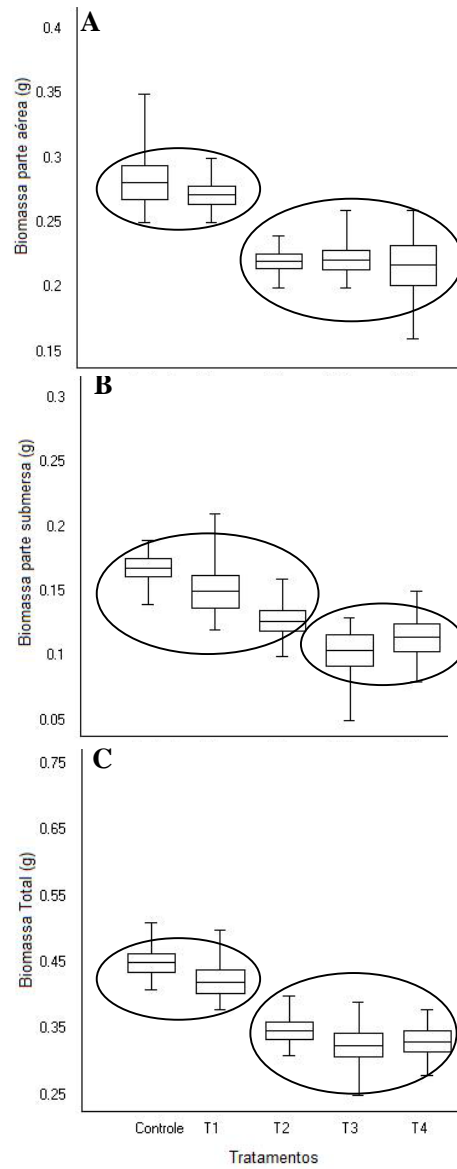 A
Biomassa parte aérea (g)
0.4
0.35
0.3
0.25
0.2
0.15
B
Biomassa parte submersa (g)
0.3
0.25
0.2
0.15
0.1
0.05
C
Biomassa Total (g)
0.75
0.65
0.55
0.45
0.35
0.25
Controle T1 T2 T3 T4
Tratamentos